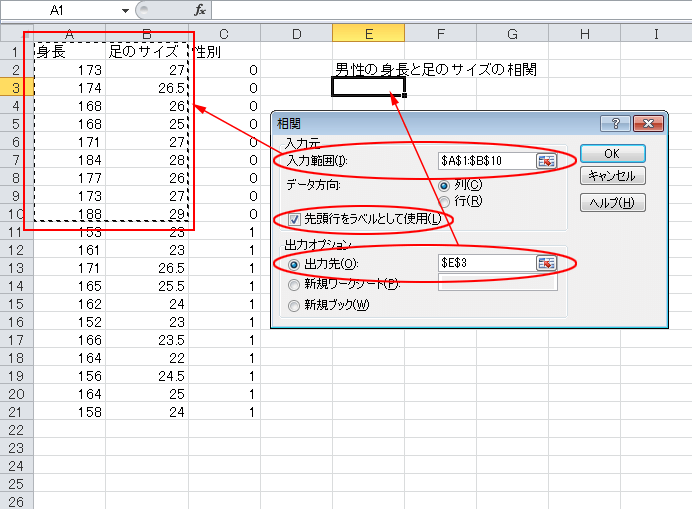 A1 fx
A B C D E F G H I
1 身長 足のサイズ 性別
2 173 27 0 男性の身長と足のサイズの相関
3 174 26.5 0
4 168 26 0
5 168 25 0
6 171 27 0
7 184 28 0
8 177 26 0
9 173 27 0
10 188 29 0
11 153 23 1
12 161 23 1
13 171 26.5 1
14 165 25.5 1
15 162 24 1
16 152 23 1
17 166 23.5 1
18 164 22 1
19 156 24.5 1
20 164 25 1
21 158 24 1
22
23
24
25
26
相関
入力元
入力範囲(I): $A$1:$B$10
データ方向: 列(C)
行(R)
先頭行をラベルとして使用(L)
出力オプション
出力先(O): $E$3
新規ワークシート(P):
新規ブック(W)
OK
キャンセル
ヘルプ(H)